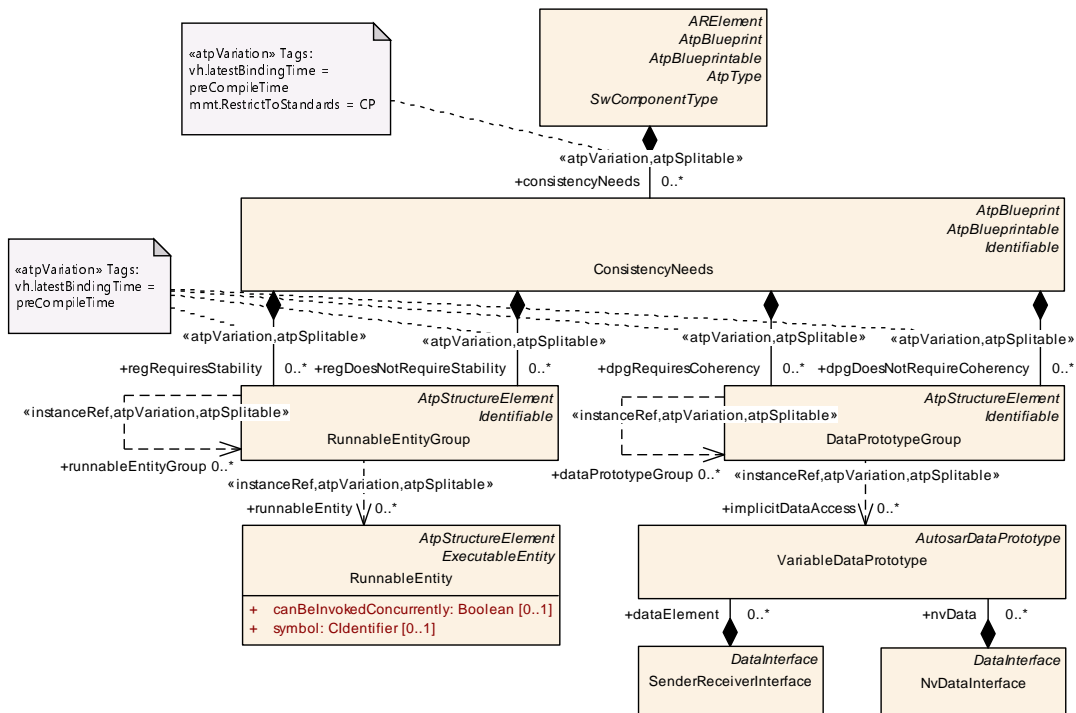 ARElement
AtpBlueprint
AtpBlueprintable
AtpType
SwComponentType
«atpVariation» Tags:
vh.latestBindingTime =
preCompileTime
mmt.RestrictToStandards = CP
«atpVariation,atpSplitable»
+consistencyNeeds 0..*
AtpBlueprint
AtpBlueprintable
Identifiable
ConsistencyNeeds
«atpVariation» Tags:
vh.latestBindingTime =
preCompileTime
«atpVariation,atpSplitable» «atpVariation,atpSplitable» «atpVariation,atpSplitable» «atpVariation,atpSplitable»
+regRequiresStability 0..* +regDoesNotRequireStability 0..* +dpgRequiresCoherency 0..* +dpgDoesNotRequireCoherency 0..*
AtpStructureElement
Identifiable
RunnableEntityGroup
«instanceRef,atpVariation,atpSplitable»
+runnableEntityGroup 0..*
AtpStructureElement
Identifiable
DataPrototypeGroup
«instanceRef,atpVariation,atpSplitable»
+dataPrototypeGroup 0..*
«instanceRef,atpVariation,atpSplitable»
+runnableEntity 0..*
«instanceRef,atpVariation,atpSplitable»
+implicitDataAccess 0..*
AtpStructureElement
ExecutableEntity
RunnableEntity
+ canBeInvokedConcurrently: Boolean [0..1]
+ symbol: CIdentifier [0..1]
AutosarDataPrototype
VariableDataPrototype
+dataElement 0..*
+nvData 0..*
DataInterface
SenderReceiverInterface
DataInterface
NvDataInterface